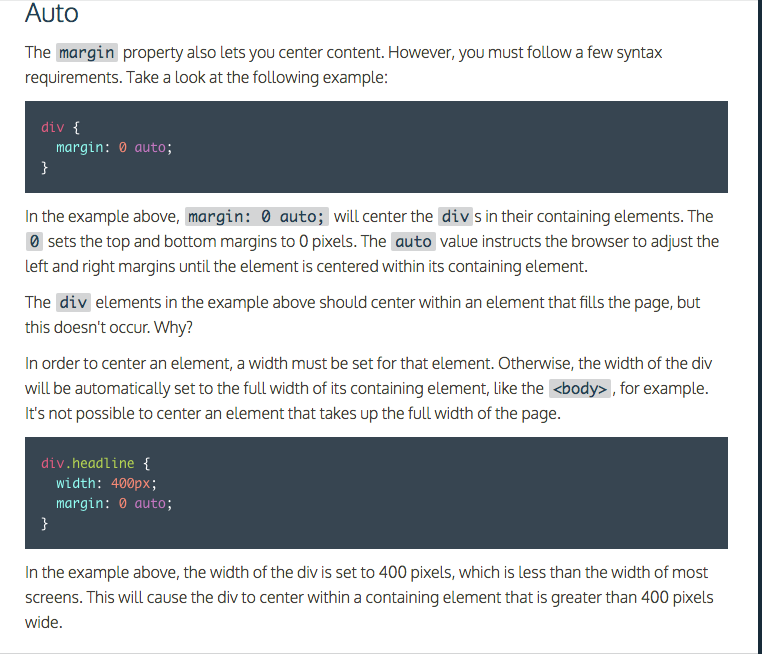 Auto
The margin property also lets you center content. However, you must follow a few syntax
requirements. Take a look at the following example:
div {
  margin: 0 auto;
}
In the example above, margin: 0 auto; will center the div s in their containing elements. The
0 sets the top and bottom margins to 0 pixels. The auto value instructs the browser to adjust the
left and right margins until the element is centered within its containing element.
The div elements in the example above should center within an element that fills the page, but
this doesn't occur. Why?
In order to center an element, a width must be set for that element. Otherwise, the width of the div
will be automatically set to the full width of its containing element, like the <body>, for example.
It's not possible to center an element that takes up the full width of the page.
div.headline {
  width: 400px;
  margin: 0 auto;
}
In the example above, the width of the div is set to 400 pixels, which is less than the width of most
screens. This will cause the div to center within a containing element that is greater than 400 pixels
wide.